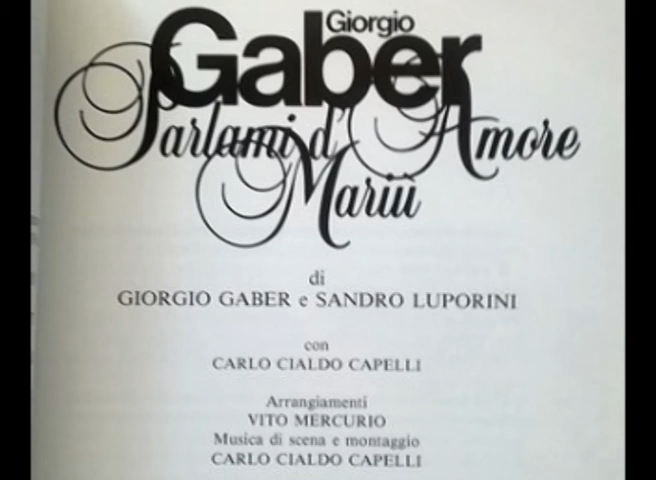 Giorgio
Gaber
Parlami d'Amore
Mariù
di
GIORGIO GABER e SANDRO LUPORINI
con
CARLO CIALDO CAPELLI
Arrangiamenti
VITO MERCURIO
Musica di scena e montaggio
CARLO CIALDO CAPELLI